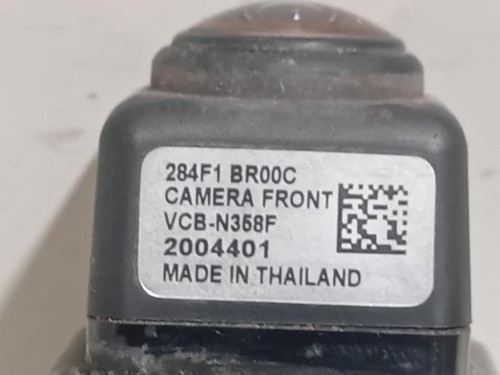 284F1 BR00C
CAMERA FRONT
VCB-N358F
2004401
MADE IN THAILAND